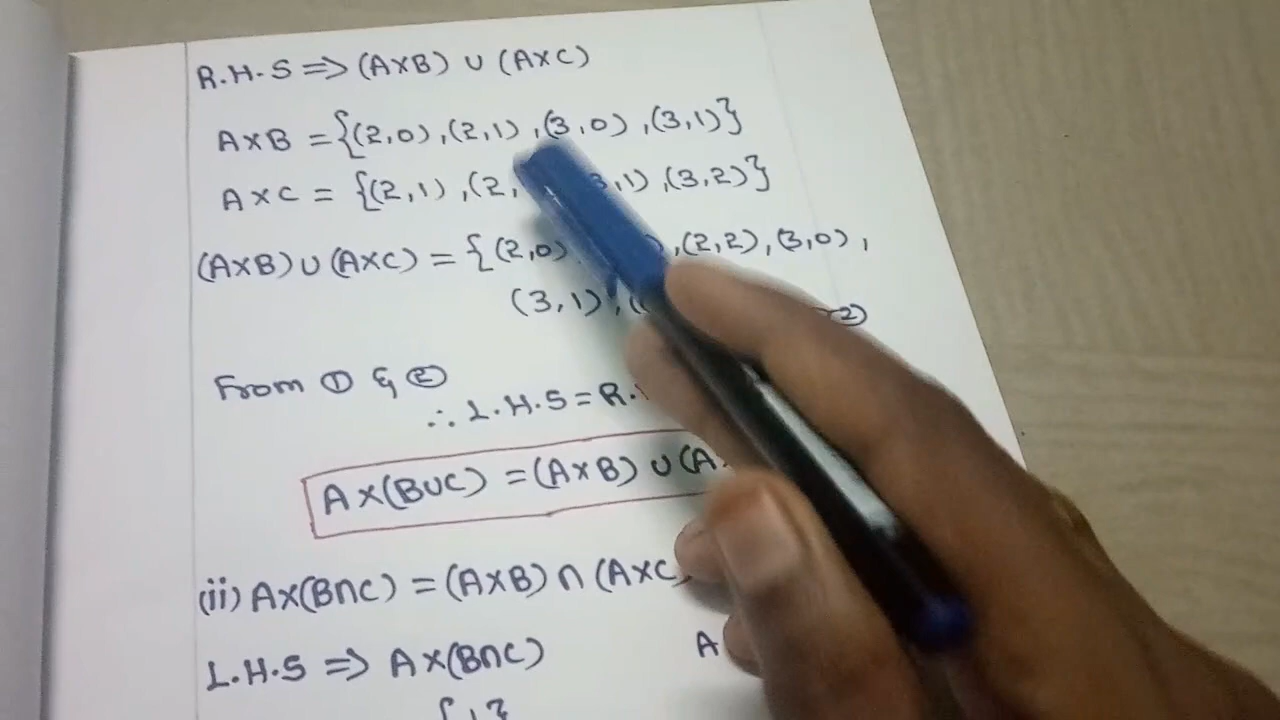 R.H.S ⇒ (A×B) ∪ (A×C)
A×B = {(2,0) ,(2,1) ,(3,0) ,(3,1)}
A×C = {(2,1) ,(2, 3,1) ,(3,2)}
(A×B) ∪ (A×C) = {(2,0) ,(2,2) ,(3,0) ,
(3,1) , ②
From ① & ②
∴ L.H.S = R.
A×(B∪C) = (A×B) ∪ (A
(ii) A×(B∩C) = (A×B) ∩ (A×C
L.H.S ⇒ A×(B∩C) A